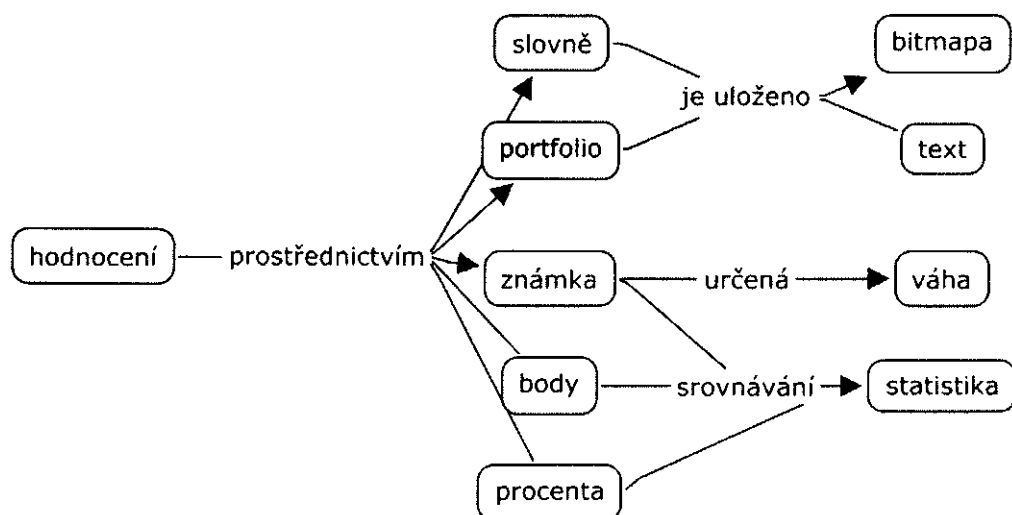 slovně
bitmapa
je uloženo
portfolio
text
hodnocení
prostřednictvím
známka
určená
váha
body
srovnávání
statistika
procenta